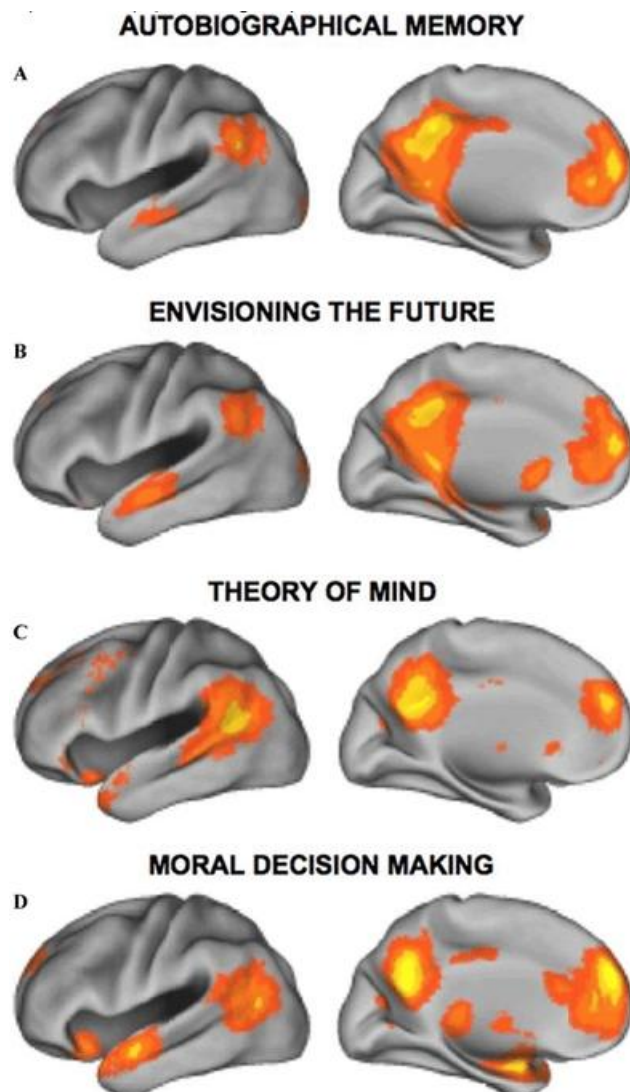 AUTOBIOGRAPHICAL MEMORY
A
ENVISIONING THE FUTURE
B
THEORY OF MIND
C
MORAL DECISION MAKING
D